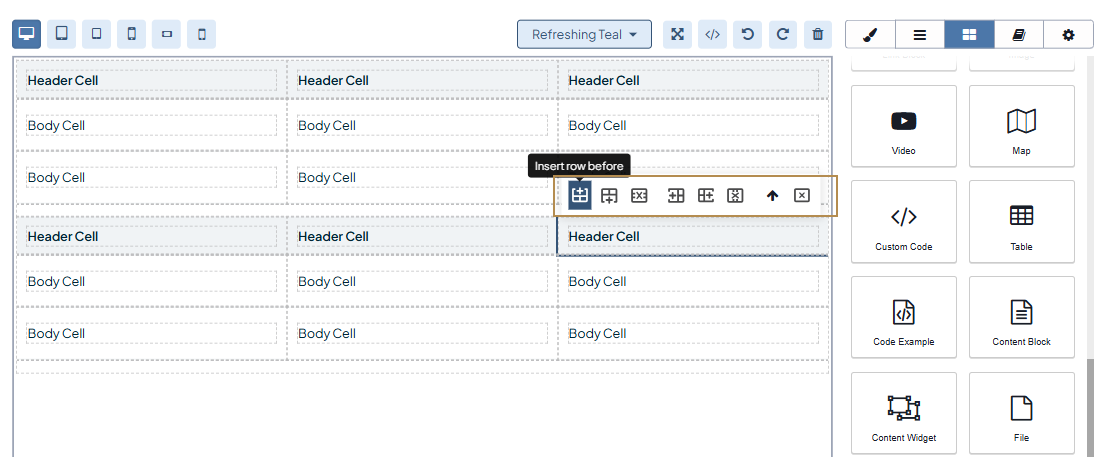 Refreshing Teal
Header Cell Header Cell Header Cell
Body Cell Body Cell Body Cell
Body Cell Body Cell
Insert row before
Header Cell Header Cell Header Cell
Body Cell Body Cell Body Cell
Body Cell Body Cell Body Cell
Video Map
Custom Code Table
Code Example Content Block
Content Widget File